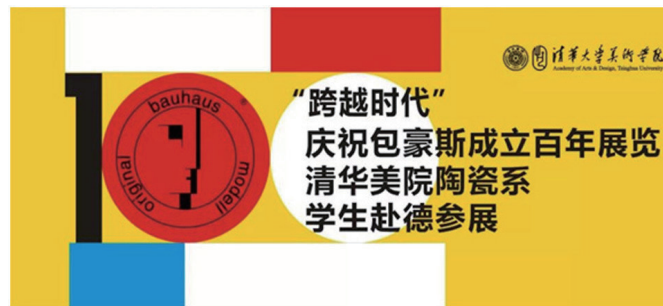 清华大学美术学院
Academy of Arts & Design, Tsinghua University
100
bauhaus
modell
original
“跨越时代”
庆祝包豪斯成立百年展览
清华美院陶瓷系
学生赴德参展